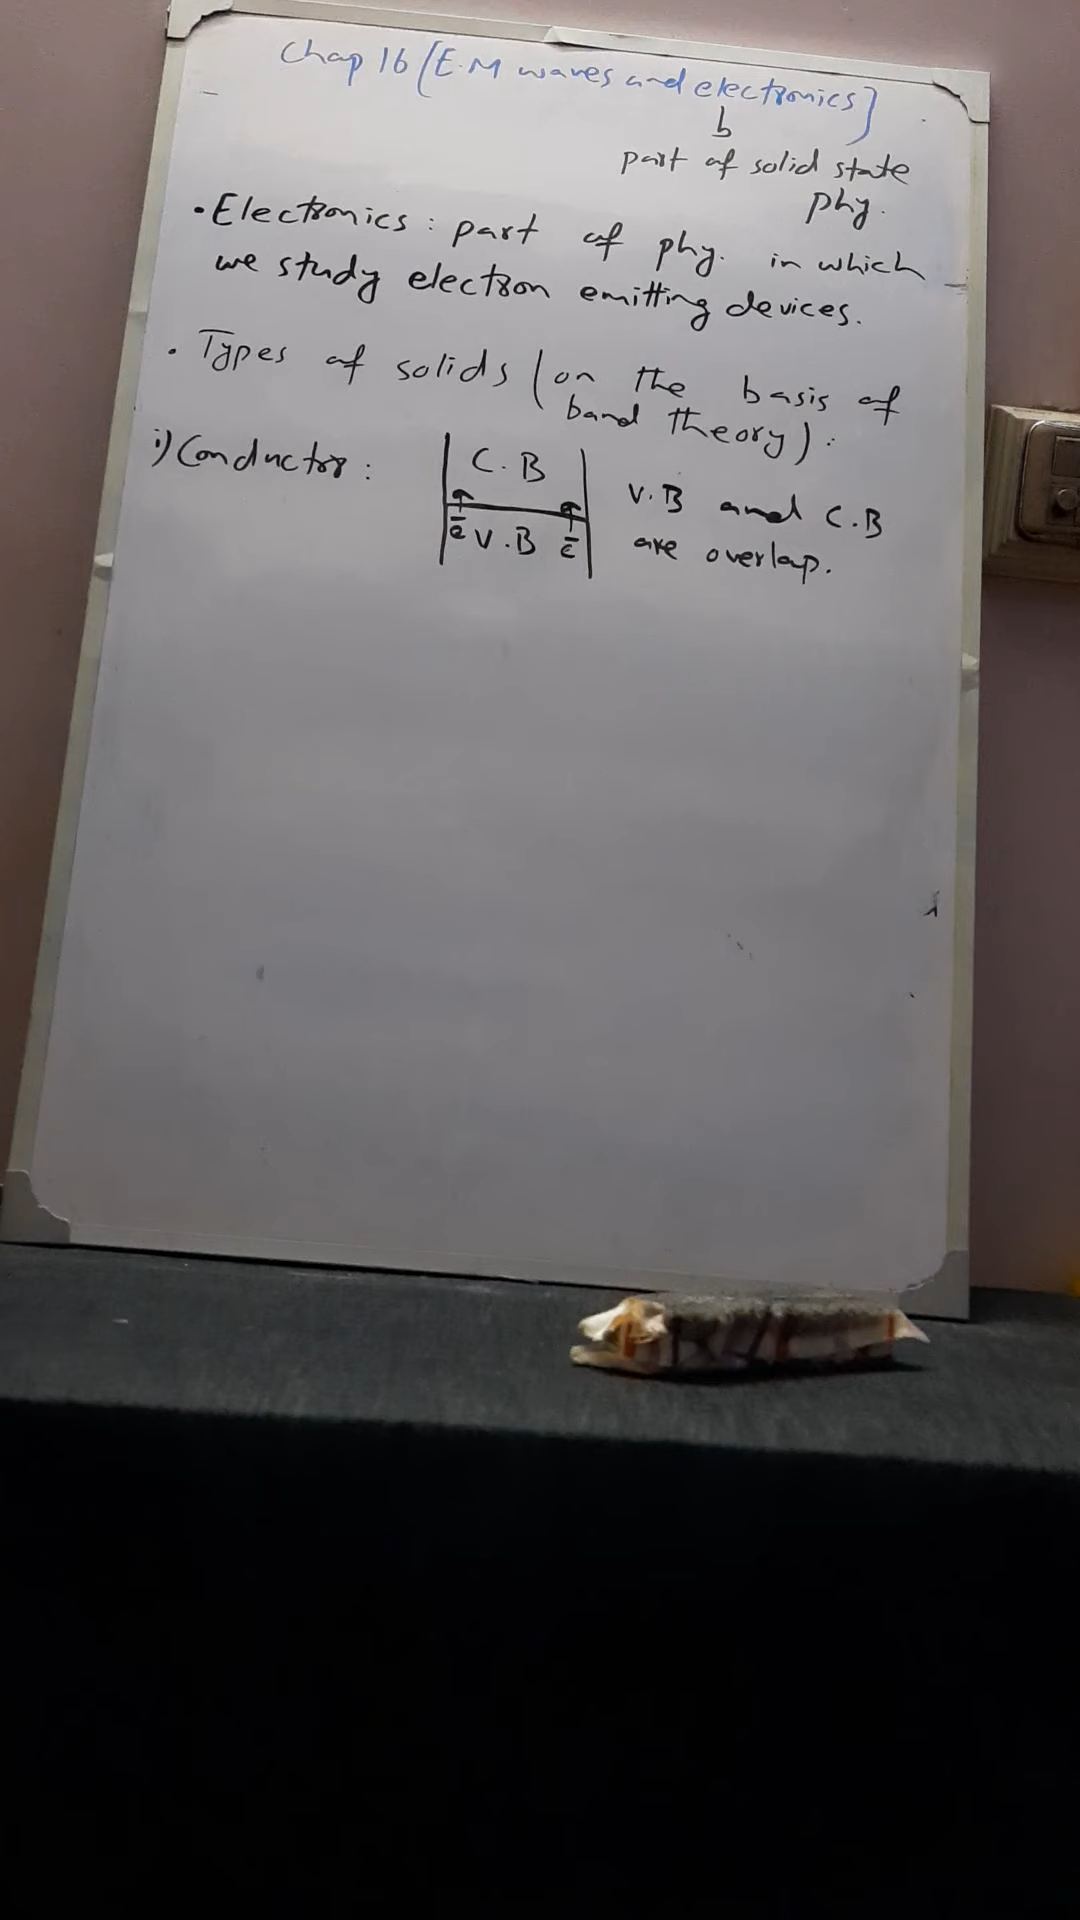 Chap 16 [E.M waves and electronics]
part of solid state
phy.
• Electronics : part of phy. in which
we study electron emitting devices.
• Types of solids (on the basis of
band theory) :
i) Conductor :
C.B
e̅ V.B e̅
V.B and C.B
are overlap.